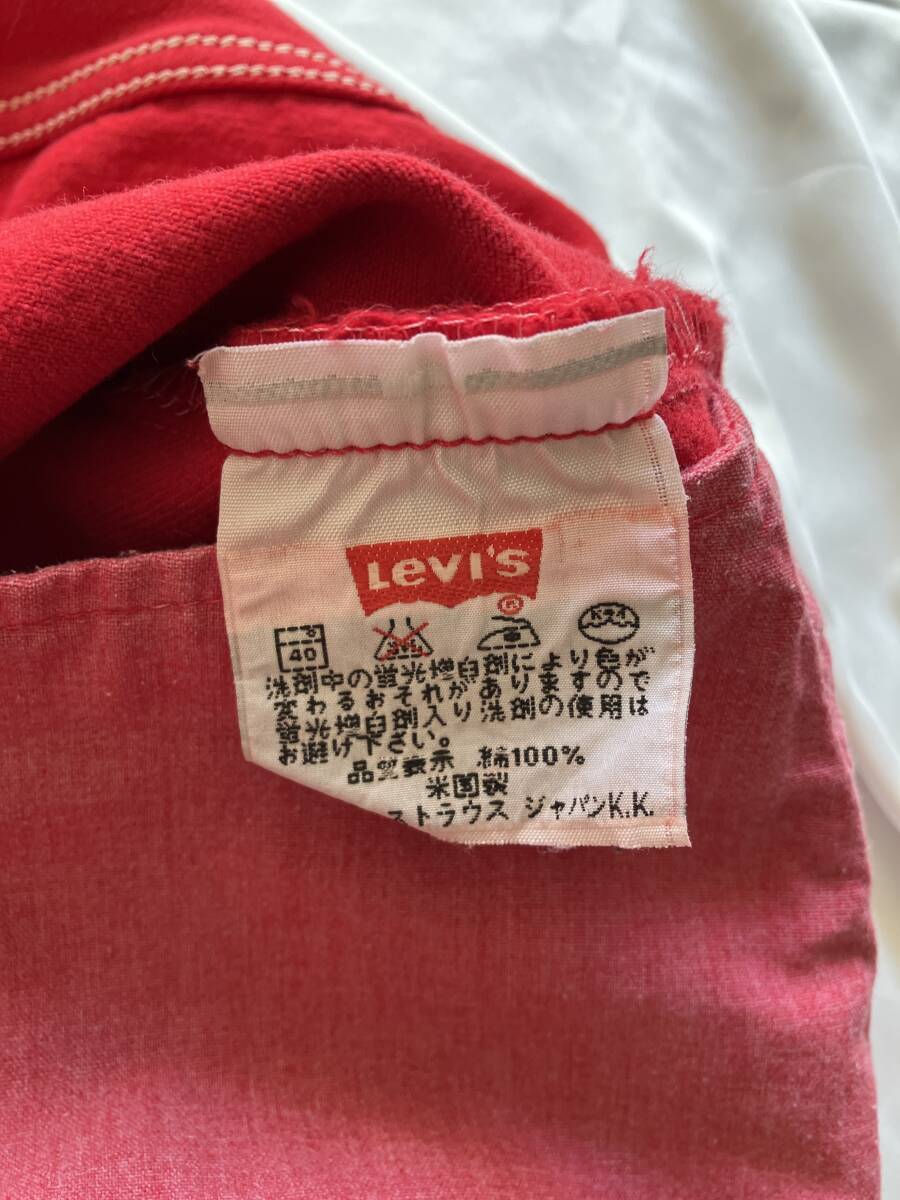 Levi's
®
40 ドライ
洗剤中の蛍光増白剤により色が
変わるおそれがありますので
蛍光増白剤入り洗剤の使用は
お避け下さい。
品質表示 綿100%
米国製
ストラウス ジャパンK.K.